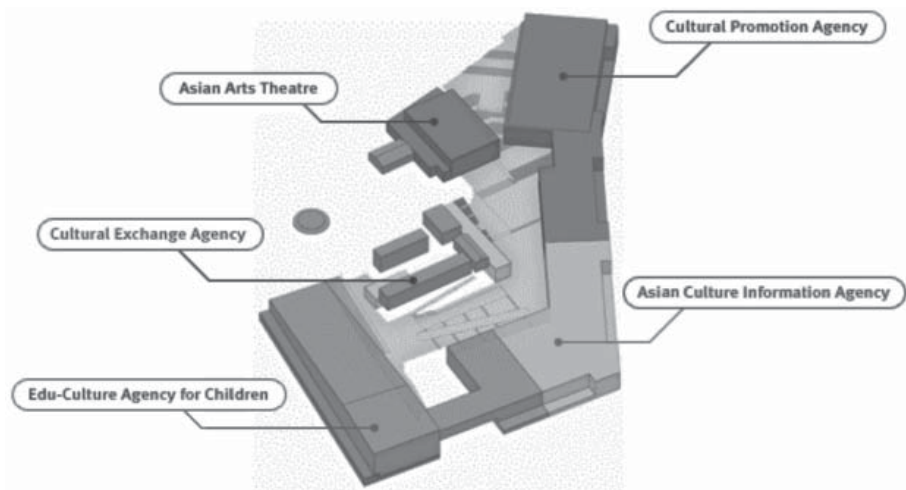 Cultural Promotion Agency
Asian Arts Theatre
Cultural Exchange Agency
Asian Culture Information Agency
Edu-Culture Agency for Children